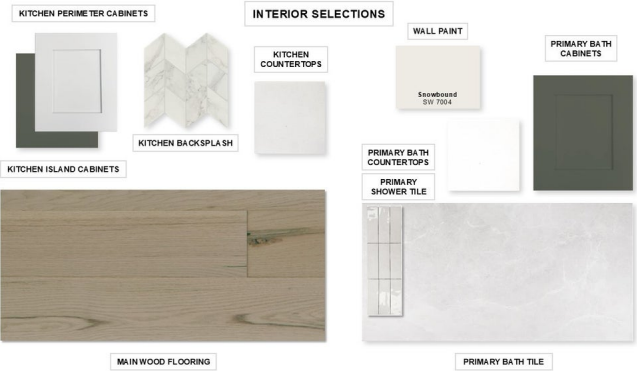 INTERIOR SELECTIONS
KITCHEN PERIMETER CABINETS
KITCHEN ISLAND CABINETS
KITCHEN BACKSPLASH
KITCHEN
COUNTERTOPS
WALL PAINT
Snowbound
SW 7004
PRIMARY BATH
CABINETS
PRIMARY BATH
COUNTERTOPS
PRIMARY
SHOWER TILE
MAIN WOOD FLOORING
PRIMARY BATH TILE